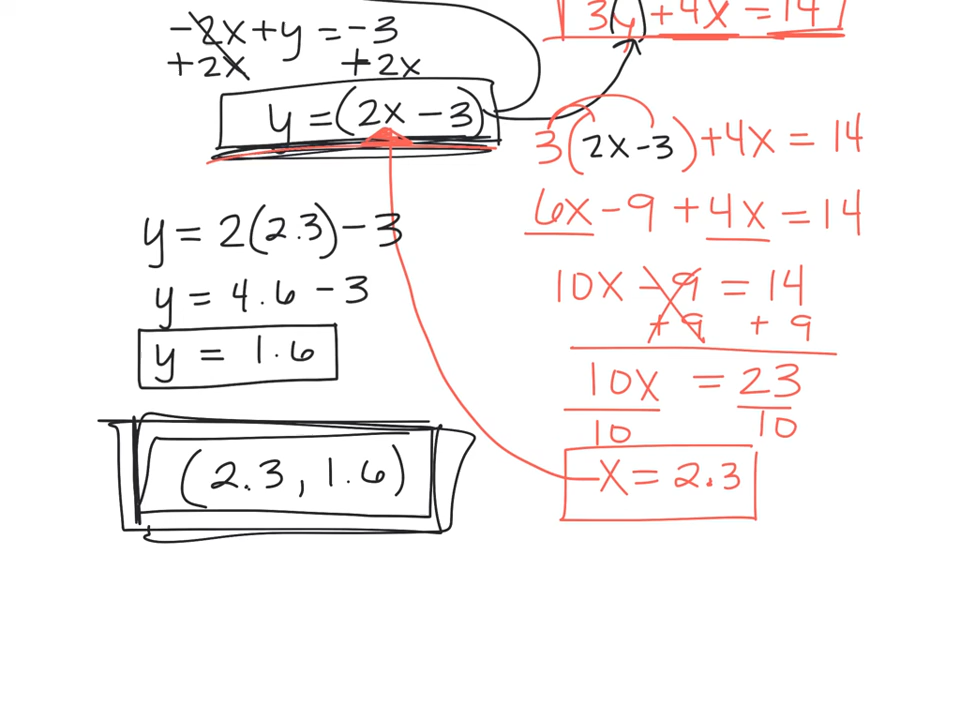 -2x+y = -3
+2x +2x
y = (2x - 3)
y = 2(2.3) - 3
y = 4.6 - 3
y = 1.6
(2.3, 1.6)
3(y) + 4x = 14
3(2x-3) + 4x = 14
6x - 9 + 4x = 14
10x - 9 = 14
+ 9 + 9
10x = 23
10 10
x = 2.3